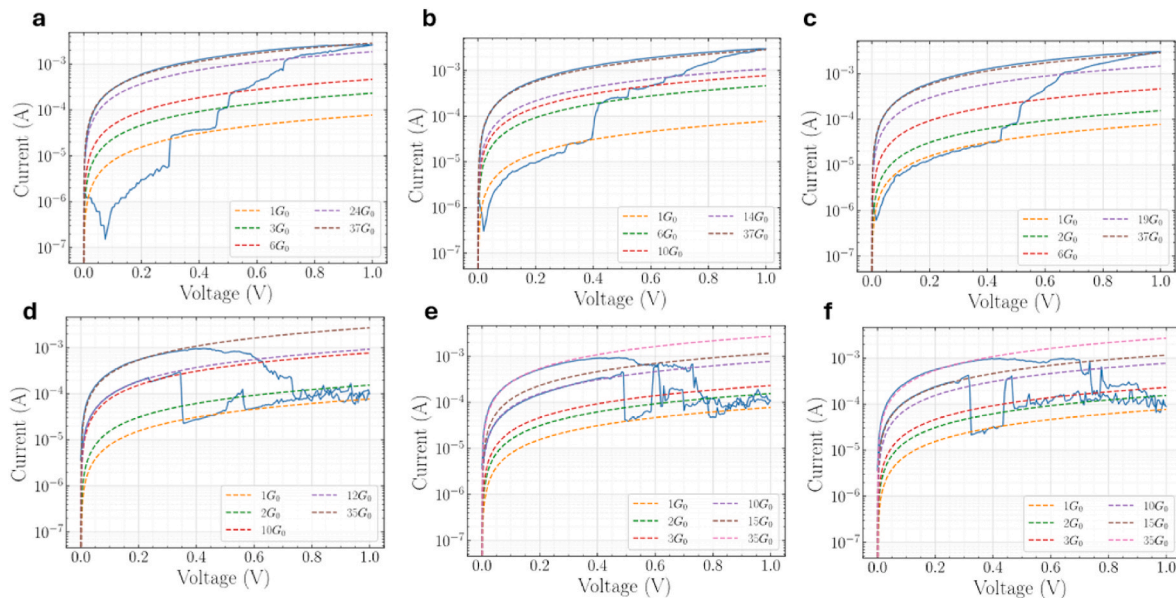 a
b
c
10⁻³
10⁻⁴
10⁻⁵
10⁻⁶
10⁻⁷
Current (A)
0.0 0.2 0.4 0.6 0.8 1.0
Voltage (V)
1G₀ 24G₀
3G₀ 37G₀
6G₀
10⁻³
10⁻⁴
10⁻⁵
10⁻⁶
10⁻⁷
Current (A)
0.0 0.2 0.4 0.6 0.8 1.0
Voltage (V)
1G₀ 14G₀
6G₀ 37G₀
10G₀
10⁻³
10⁻⁴
10⁻⁵
10⁻⁶
10⁻⁷
Current (A)
0.0 0.2 0.4 0.6 0.8 1.0
Voltage (V)
1G₀ 19G₀
2G₀ 37G₀
6G₀
d
e
f
10⁻³
10⁻⁴
10⁻⁵
10⁻⁶
10⁻⁷
Current (A)
0.0 0.2 0.4 0.6 0.8 1.0
Voltage (V)
1G₀ 12G₀
2G₀ 35G₀
10G₀
10⁻³
10⁻⁴
10⁻⁵
10⁻⁶
10⁻⁷
Current (A)
0.0 0.2 0.4 0.6 0.8 1.0
Voltage (V)
1G₀ 10G₀
2G₀ 15G₀
3G₀ 35G₀
10⁻³
10⁻⁴
10⁻⁵
10⁻⁶
10⁻⁷
Current (A)
0.0 0.2 0.4 0.6 0.8 1.0
Voltage (V)
1G₀ 10G₀
2G₀ 15G₀
3G₀ 35G₀